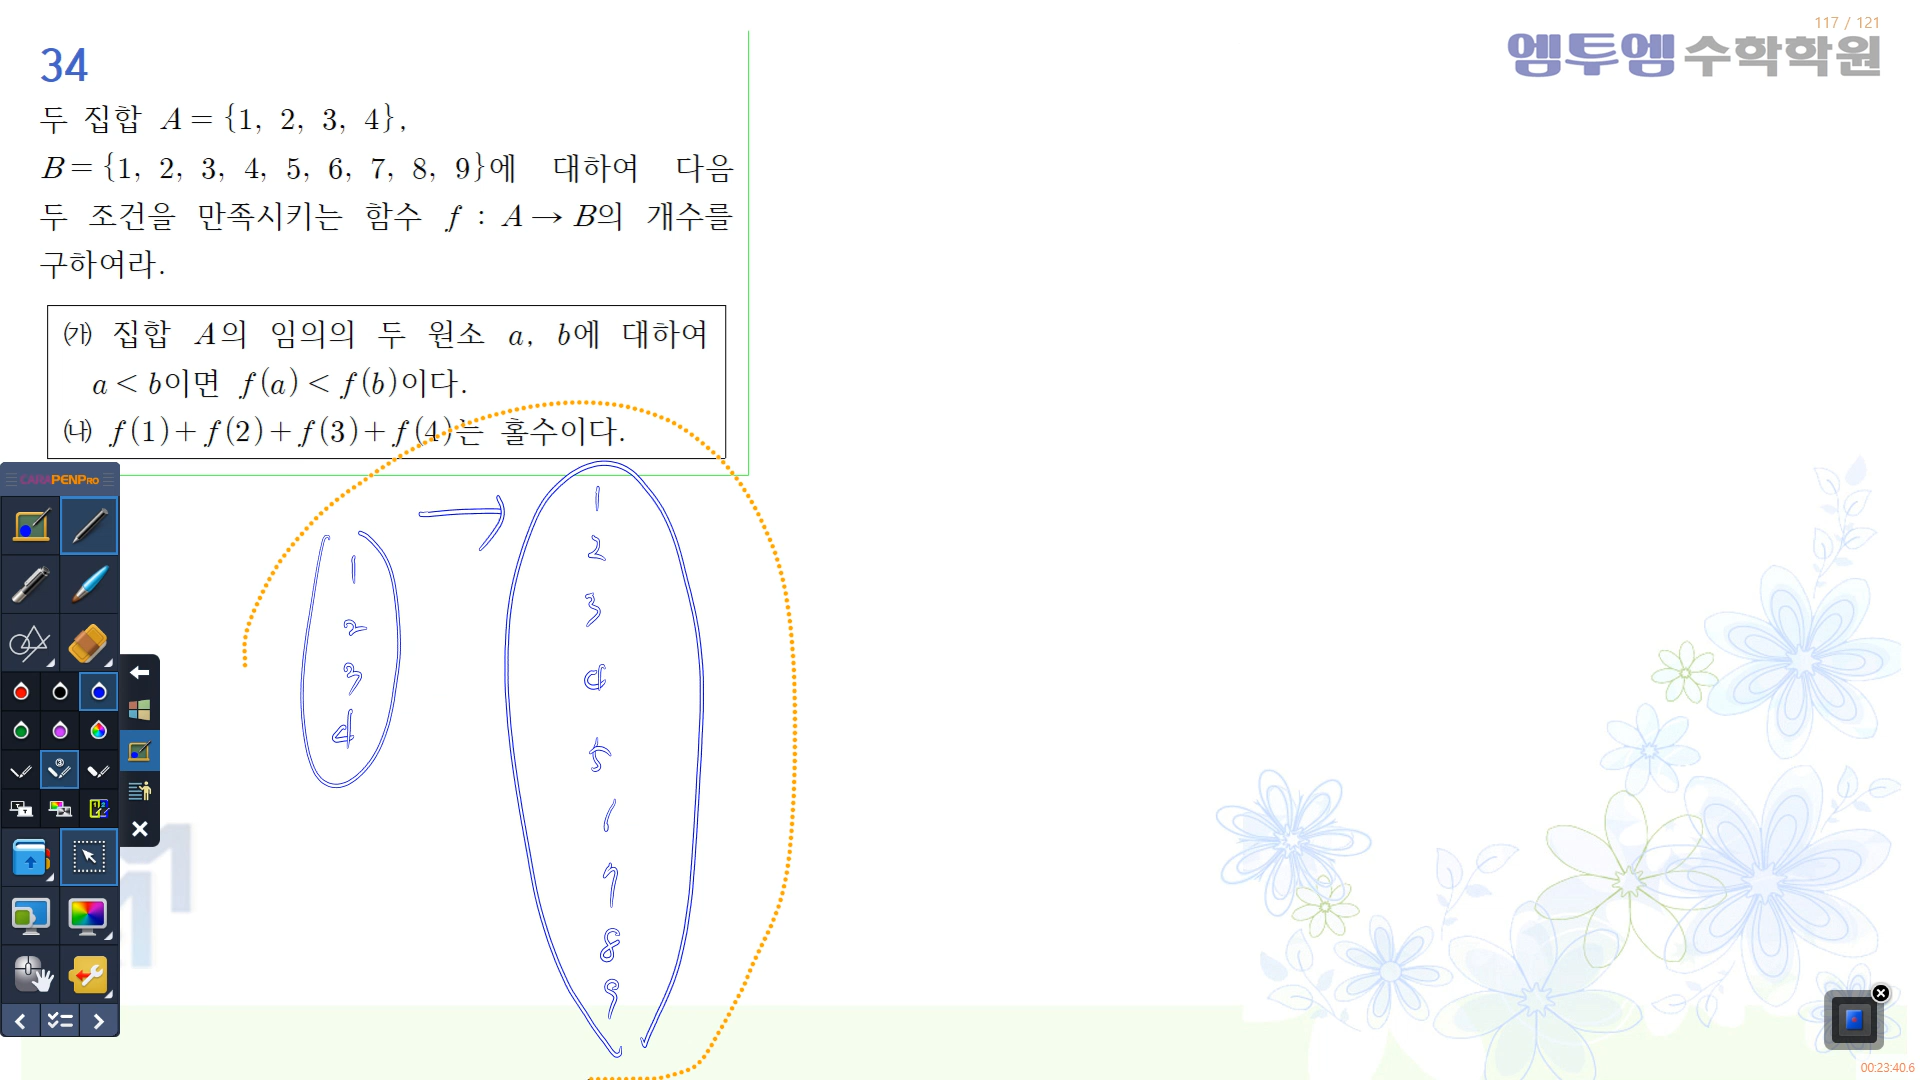 117 / 121
엠투엠 수학학원
34
두 집합 A = {1, 2, 3, 4},
B = {1, 2, 3, 4, 5, 6, 7, 8, 9}에 대하여 다음
두 조건을 만족시키는 함수 f : A → B의 개수를
구하여라.
㈎ 집합 A의 임의의 두 원소 a, b에 대하여
a < b이면 f(a) < f(b)이다.
㈏ f(1) + f(2) + f(3) + f(4)는 홀수이다.
CARAPENPRO
1
2
3
4
1
2
3
4
5
7
8
9
00:23:40.6